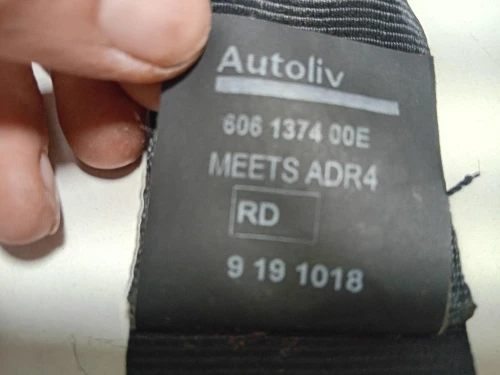 Autoliv
606 1374 00E
MEETS ADR4
RD
9 19 1018